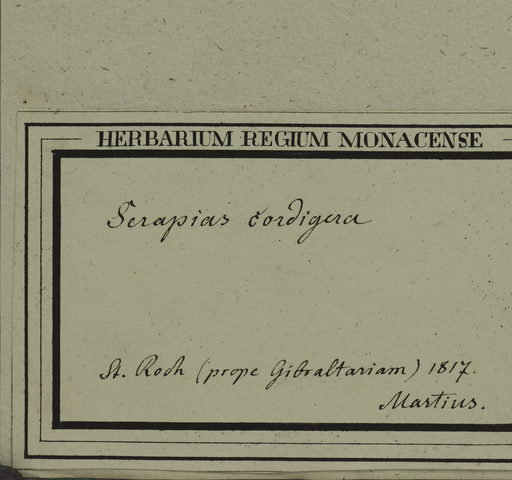 HERBARIUM REGIUM MONACENSE
Serapias cordigera
St. Roch (prope Gibraltariam) 1817.
Martius.